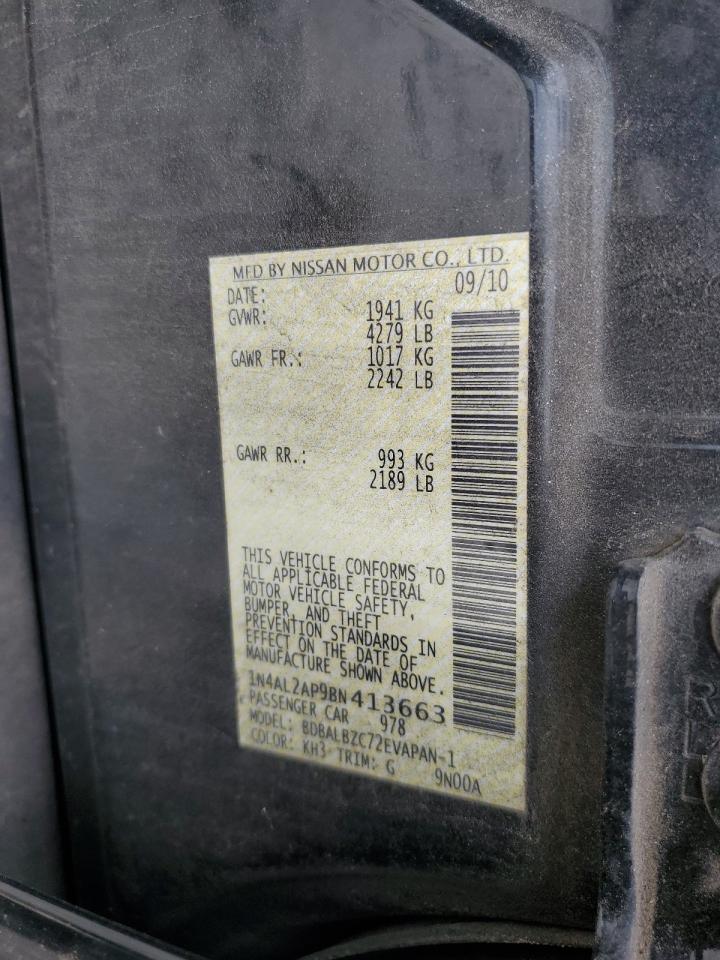 MFD BY NISSAN MOTOR CO., LTD.
DATE: 09/10
GVWR: 1941 KG
4279 LB
GAWR FR.: 1017 KG
2242 LB
GAWR RR.: 993 KG
2189 LB
THIS VEHICLE CONFORMS TO
ALL APPLICABLE FEDERAL
MOTOR VEHICLE SAFETY,
BUMPER, AND THEFT
PREVENTION STANDARDS IN
EFFECT ON THE DATE OF
MANUFACTURE SHOWN ABOVE.
1N4AL2AP9BN413663
PASSENGER CAR 978
MODEL: BDBALBZC72EVAPAN-1
COLOR: KH3 TRIM: G 9N00A